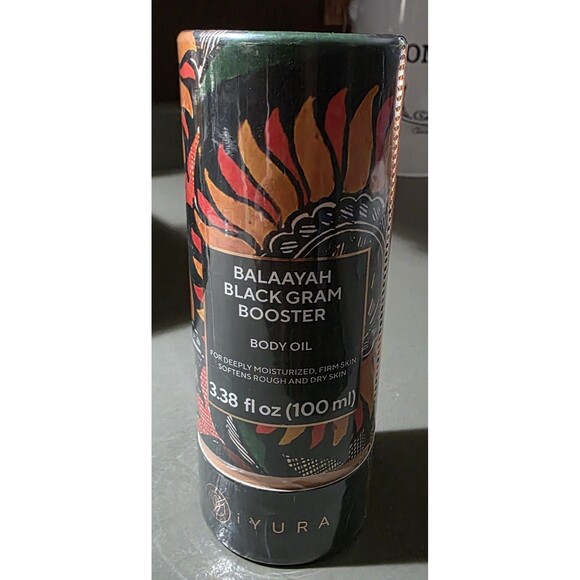 BALAAYAH
BLACK GRAM
BOOSTER
BODY OIL
FOR DEEPLY MOISTURIZED, FIRM SKIN
SOFTENS ROUGH AND DRY SKIN
3.38 fl oz (100 ml)
iYURA